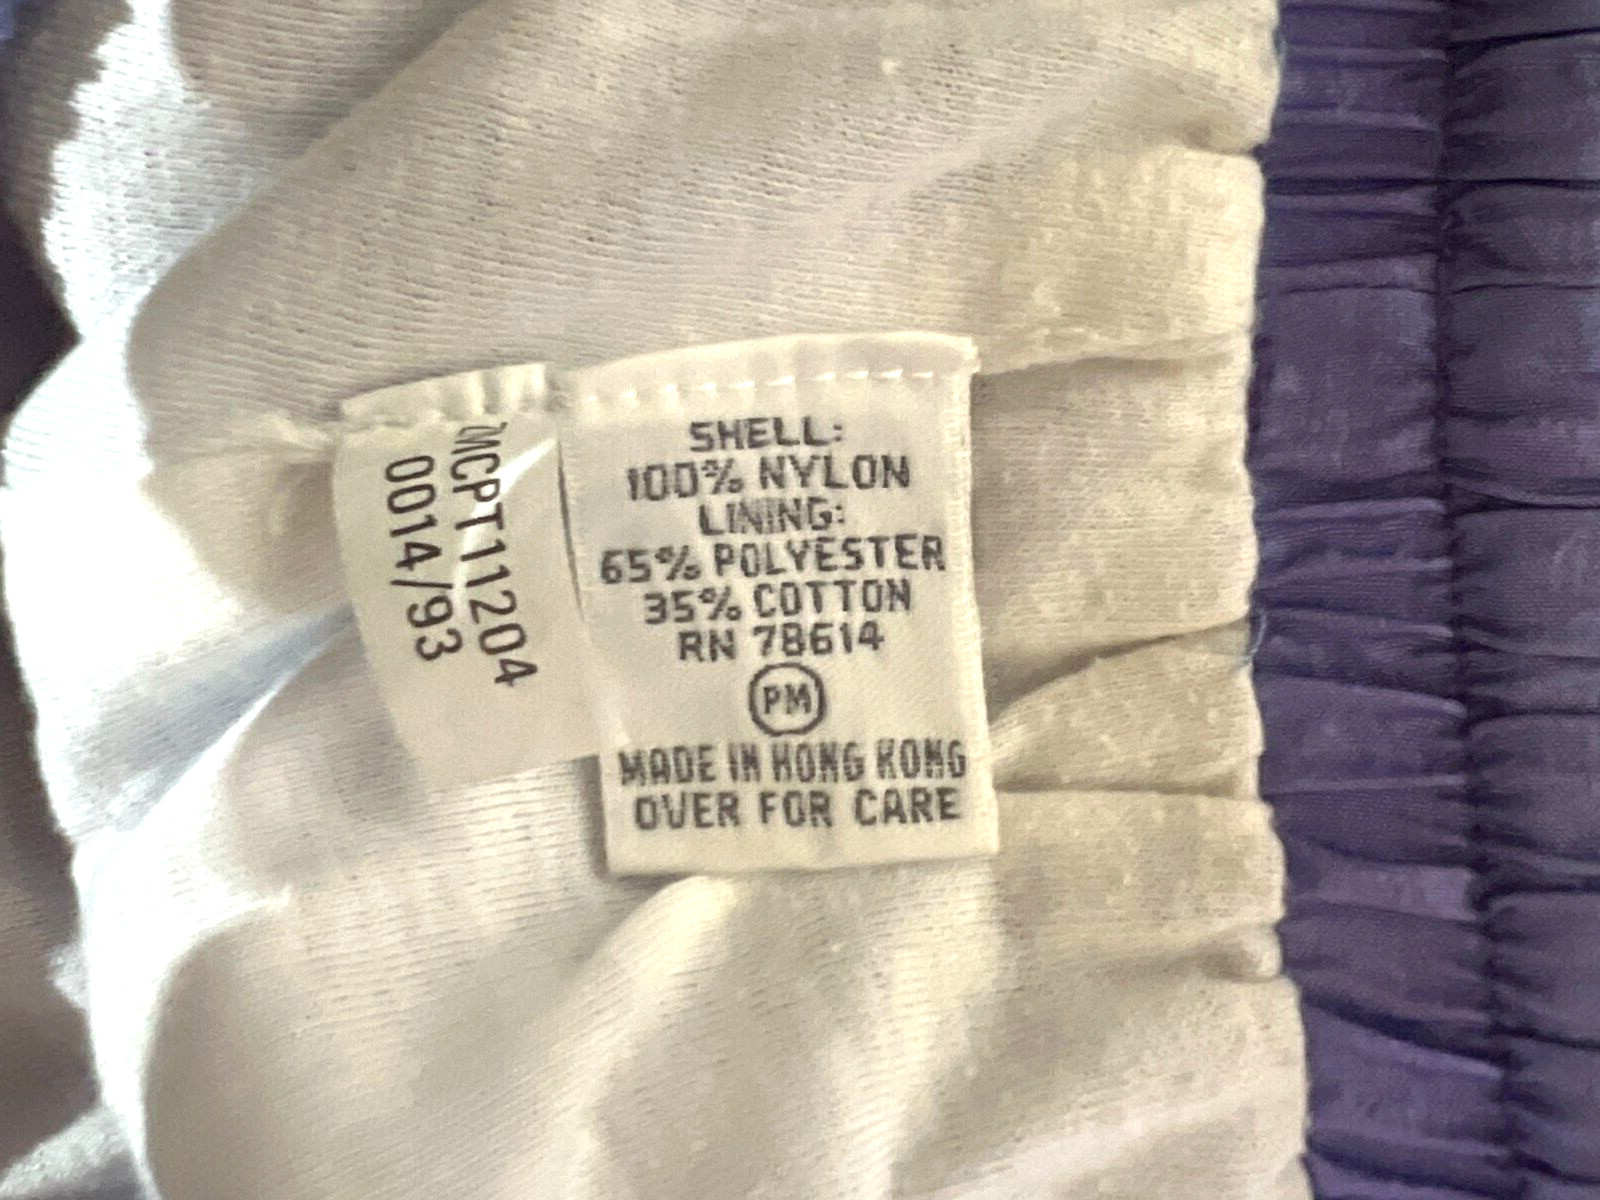 SHELL:
100% NYLON
LINING:
65% POLYESTER
35% COTTON
RN 78614
PM
MADE IN HONG KONG
OVER FOR CARE
ZMCPT11204
0014/93